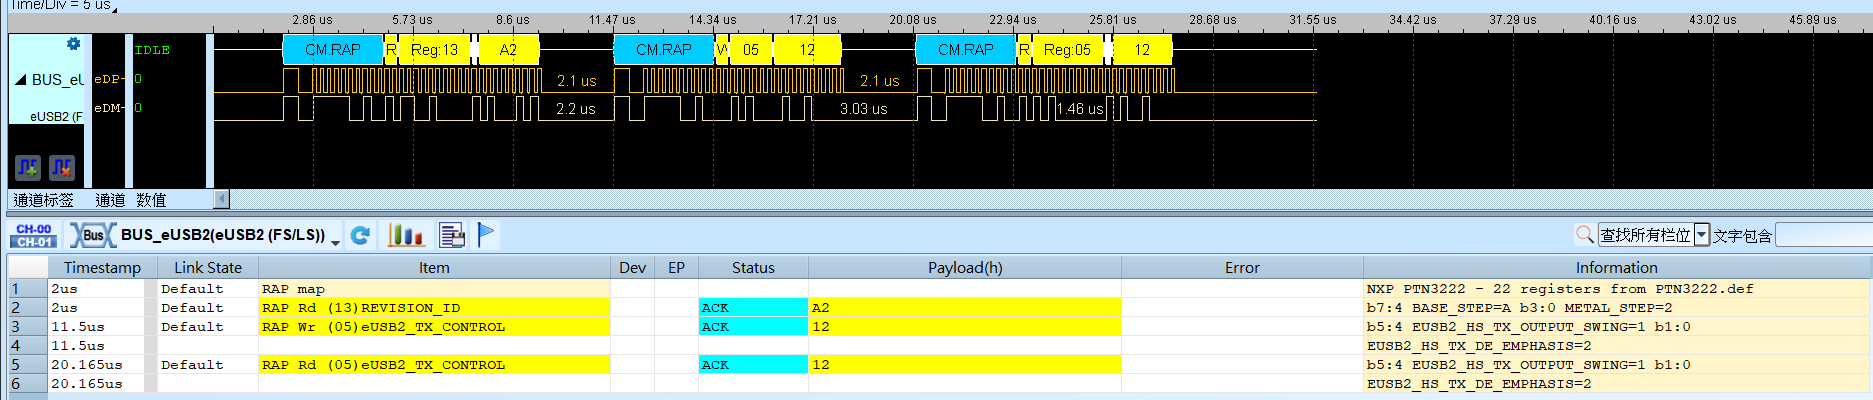 Time/Div = 5 us
2.86 us 5.73 us 8.6 us 11.47 us 14.34 us 17.21 us 20.08 us 22.94 us 25.81 us 28.68 us 31.55 us 34.42 us 37.29 us 40.16 us 43.02 us 45.89 us
IDLE CM.RAP R Reg:13 A2 CM.RAP W 05 12 CM.RAP R Reg:05 12
BUS_eU eDP 0 2.1 us 2.1 us
eUSB2 (F eDM 0 2.2 us 3.03 us 1.46 us
通道标签 通道 数值
CH-00
CH-01
Bus BUS_eUSB2(eUSB2 (FS/LS)) 查找所有栏位 文字包含
Timestamp Link State Item Dev EP Status Payload(h) Error Information
1 2us Default RAP map NXP PTN3222 - 22 registers from PTN3222.def
2 2us Default RAP Rd (13)REVISION_ID ACK A2 b7:4 BASE_STEP=A b3:0 METAL_STEP=2
3 11.5us Default RAP Wr (05)eUSB2_TX_CONTROL ACK 12 b5:4 EUSB2_HS_TX_OUTPUT_SWING=1 b1:0
4 11.5us EUSB2_HS_TX_DE_EMPHASIS=2
5 20.165us Default RAP Rd (05)eUSB2_TX_CONTROL ACK 12 b5:4 EUSB2_HS_TX_OUTPUT_SWING=1 b1:0
6 20.165us EUSB2_HS_TX_DE_EMPHASIS=2